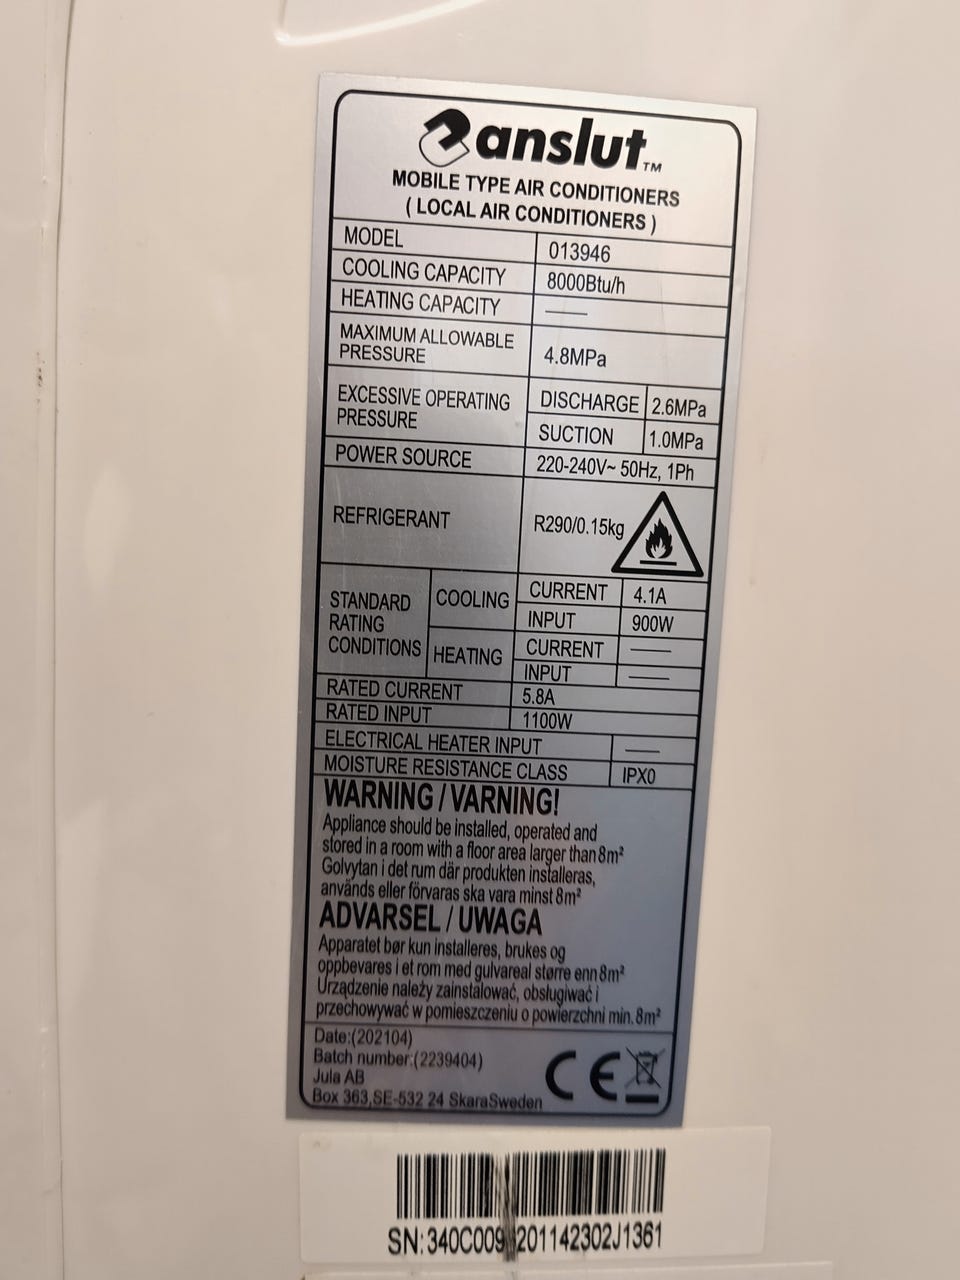 anslut™
MOBILE TYPE AIR CONDITIONERS
( LOCAL AIR CONDITIONERS )
MODEL 013946
COOLING CAPACITY 8000Btu/h
HEATING CAPACITY ——
MAXIMUM ALLOWABLE
PRESSURE 4.8MPa
EXCESSIVE OPERATING
PRESSURE
DISCHARGE 2.6MPa
SUCTION 1.0MPa
POWER SOURCE 220-240V~ 50Hz, 1Ph
REFRIGERANT R290/0.15kg
STANDARD
RATING
CONDITIONS
COOLING CURRENT 4.1A
INPUT 900W
HEATING CURRENT ——
INPUT ——
RATED CURRENT 5.8A
RATED INPUT 1100W
ELECTRICAL HEATER INPUT ——
MOISTURE RESISTANCE CLASS IPX0
WARNING / VARNING!
Appliance should be installed, operated and
stored in a room with a floor area larger than 8m²
Golvytan i det rum där produkten installeras,
används eller förvaras ska vara minst 8m²
ADVARSEL / UWAGA
Apparatet bør kun installeres, brukes og
oppbevares i et rom med gulvareal større enn 8m²
Urządzenie należy zainstalować, obsługiwać i
przechowywać w pomieszczeniu o powierzchni min. 8m²
Date:(202104)
Batch number:(2239404)
Jula AB
Box 363,SE-532 24 SkaraSweden
CE
SN: 340C009 201142302J1361